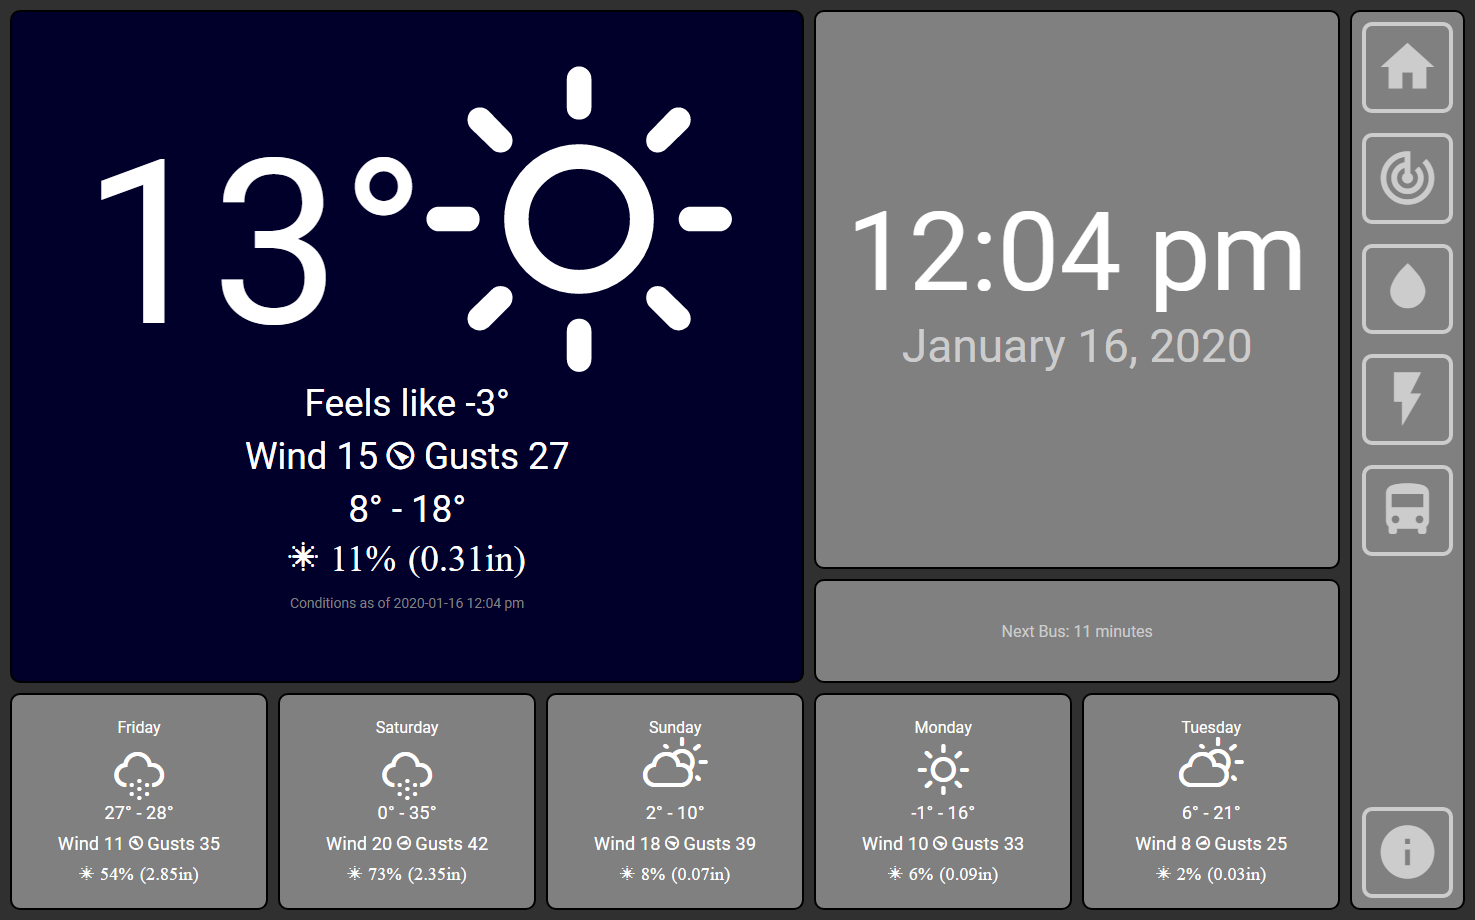 13°
Feels like -3°
Wind 15 Gusts 27
8° - 18°
11% (0.31in)
Conditions as of 2020-01-16 12:04 pm
12:04 pm
January 16, 2020
Next Bus: 11 minutes
Friday
27° - 28°
Wind 11 Gusts 35
54% (2.85in)
Saturday
0° - 35°
Wind 20 Gusts 42
73% (2.35in)
Sunday
2° - 10°
Wind 18 Gusts 39
8% (0.07in)
Monday
-1° - 16°
Wind 10 Gusts 33
6% (0.09in)
Tuesday
6° - 21°
Wind 8 Gusts 25
2% (0.03in)